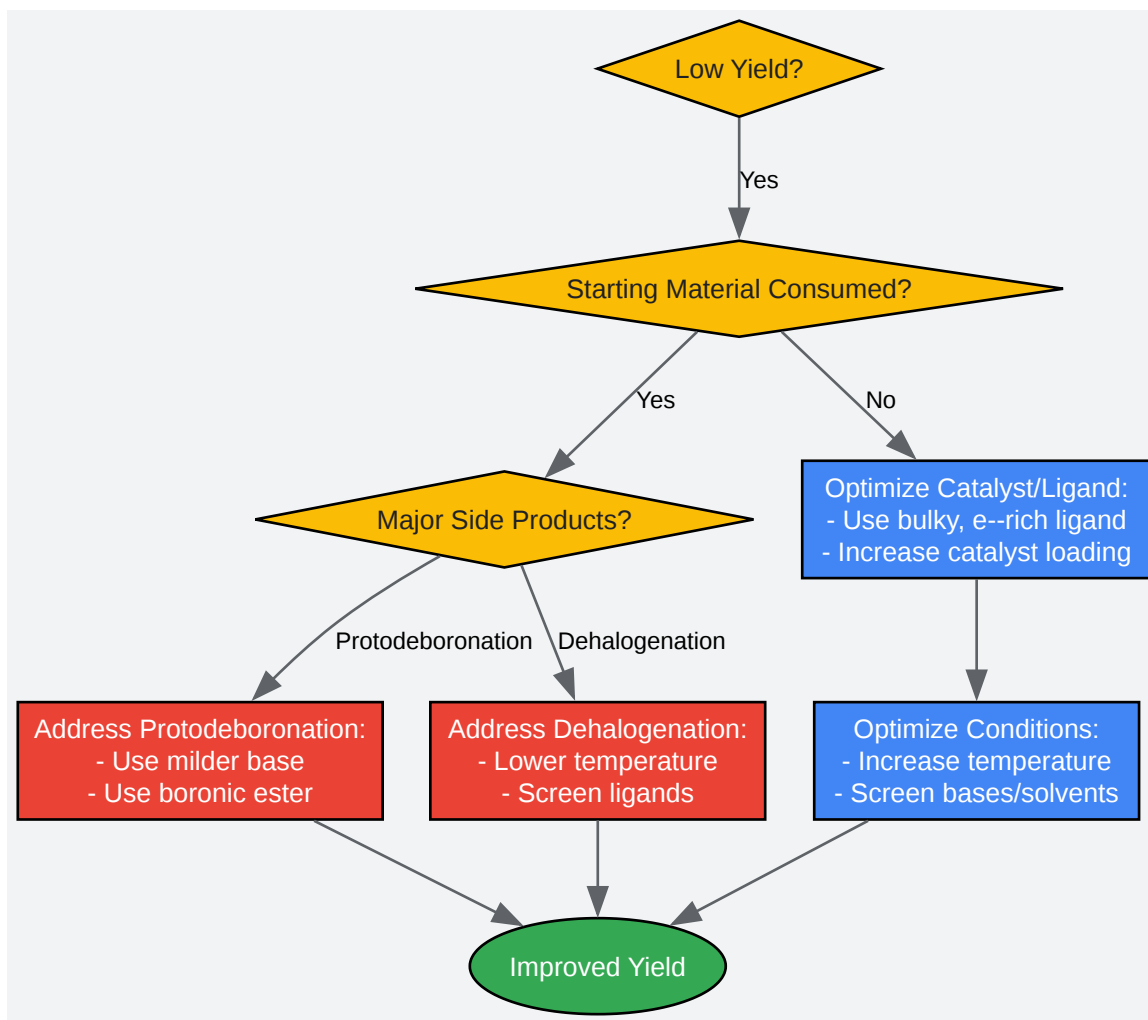 Low Yield?
Yes
Starting Material Consumed?
Yes
No
Major Side Products?
Optimize Catalyst/Ligand:
- Use bulky, e--rich ligand
- Increase catalyst loading
Protodeboronation
Dehalogenation
Address Protodeboronation:
- Use milder base
- Use boronic ester
Address Dehalogenation:
- Lower temperature
- Screen ligands
Optimize Conditions:
- Increase temperature
- Screen bases/solvents
Improved Yield